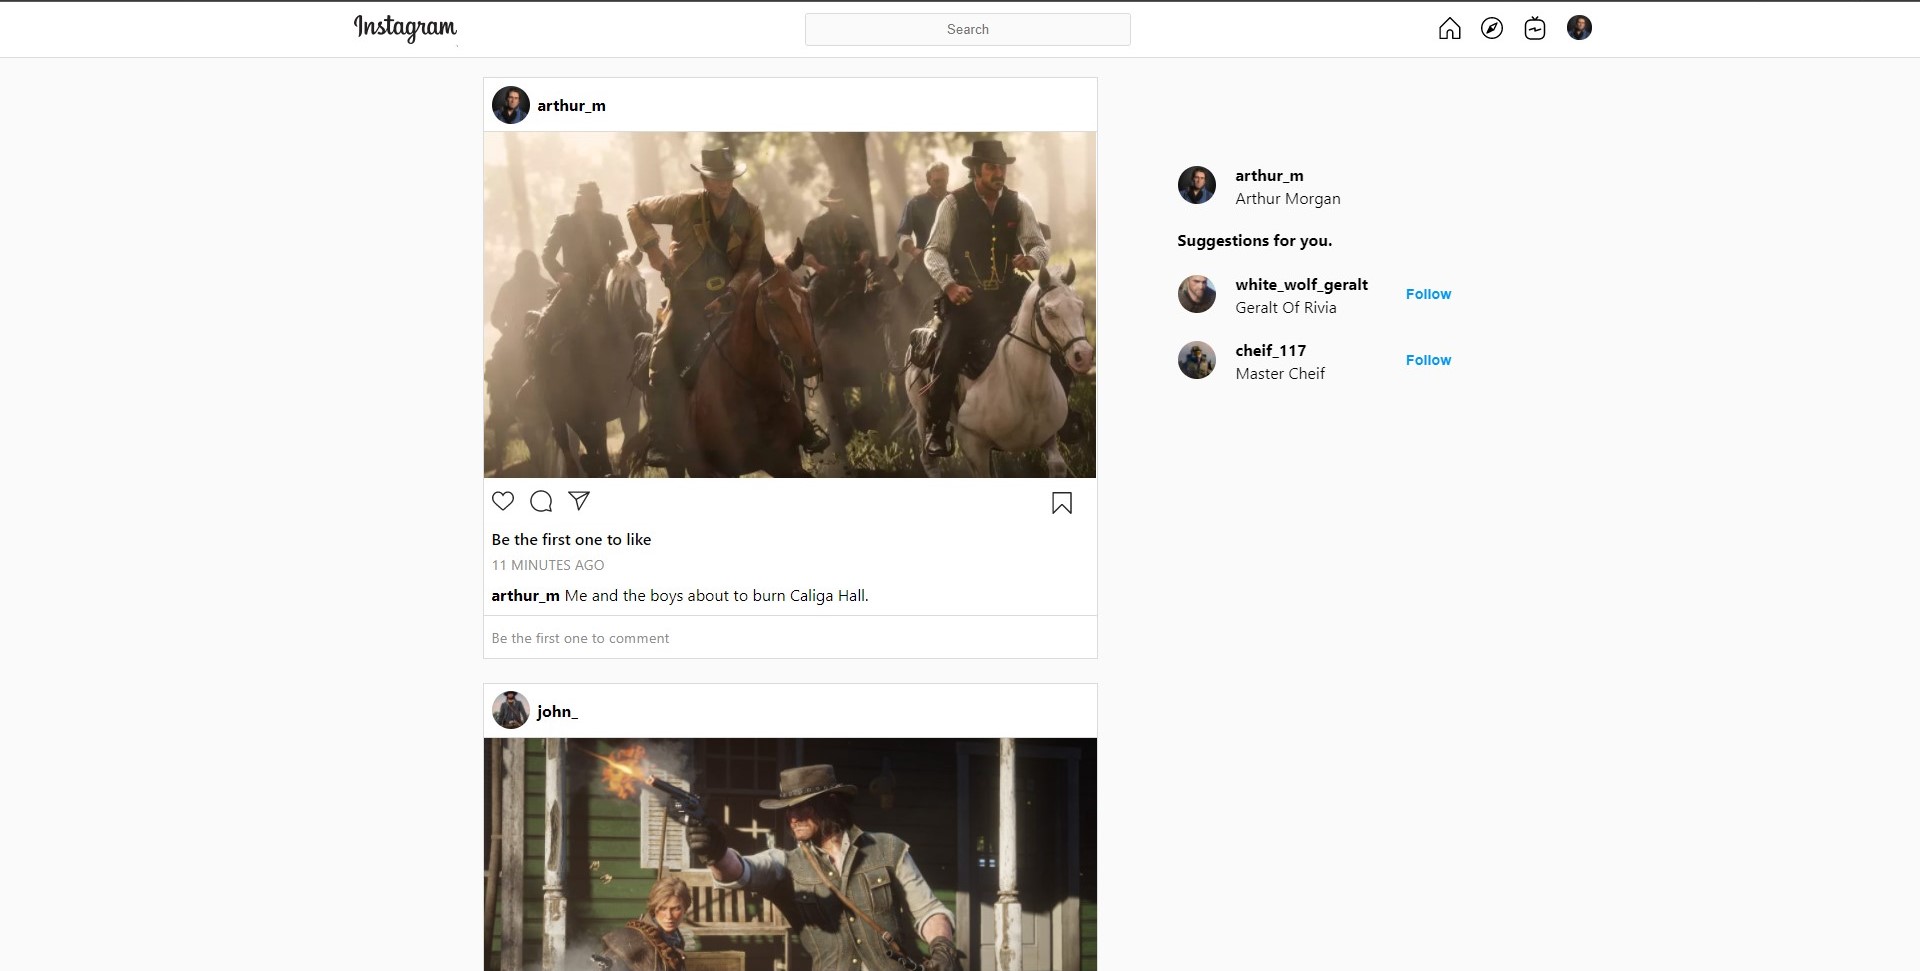 Instagram
Search
arthur_m
Be the first one to like
11 MINUTES AGO
arthur_m Me and the boys about to burn Caliga Hall.
Be the first one to comment
john_
arthur_m
Arthur Morgan
Suggestions for you.
white_wolf_geralt
Geralt Of Rivia
Follow
cheif_117
Master Cheif
Follow